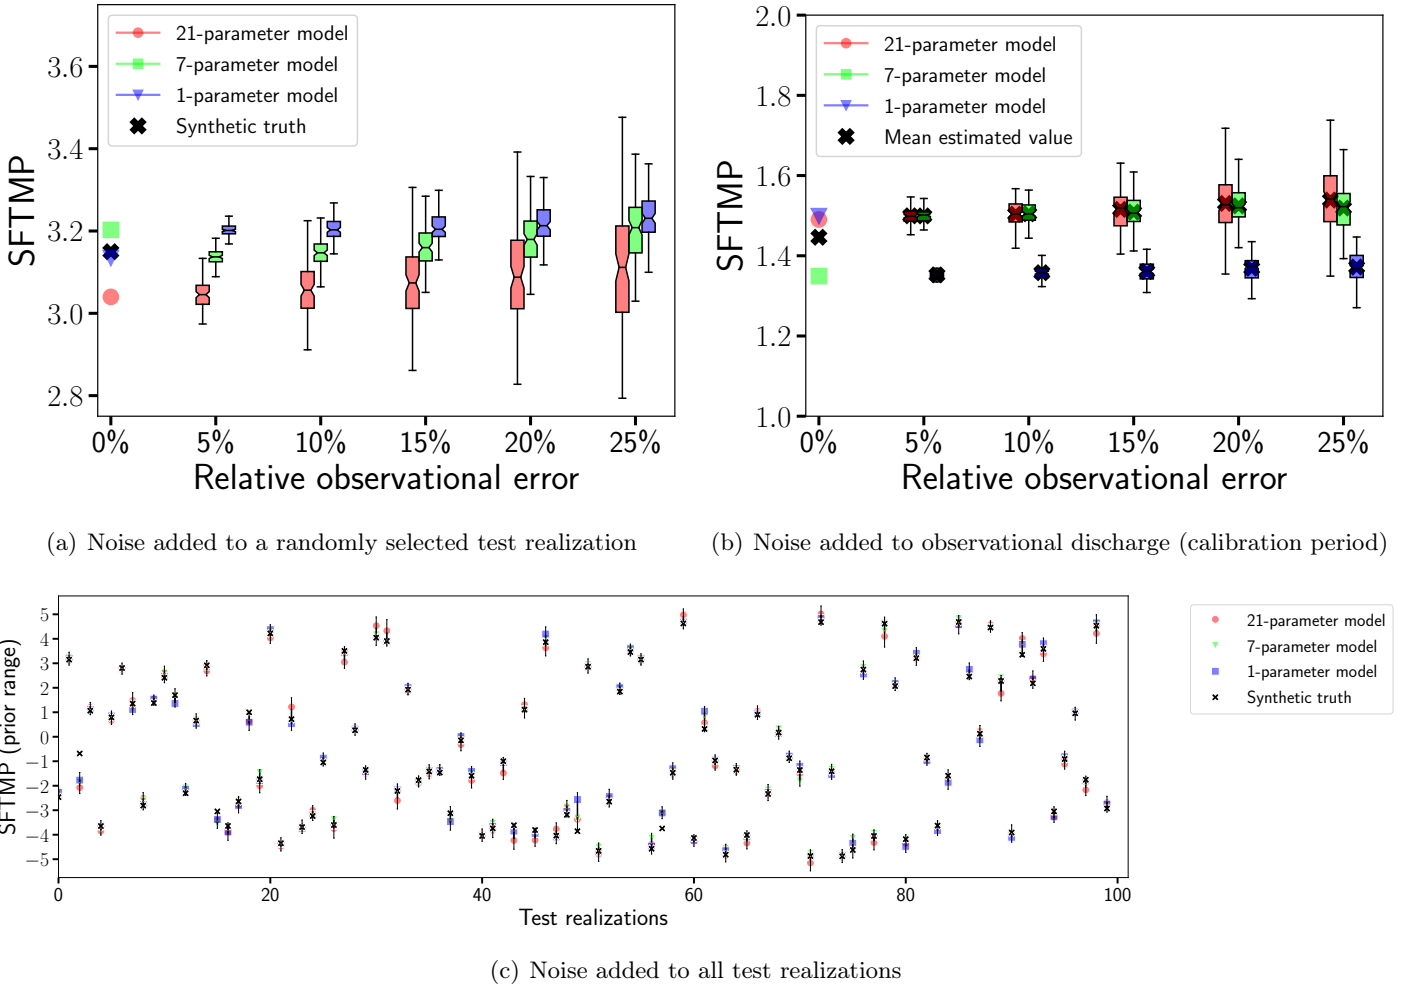 21-parameter model
7-parameter model
1-parameter model
Synthetic truth
SFTMP
3.6
3.4
3.2
3.0
2.8
0% 5% 10% 15% 20% 25%
Relative observational error
(a) Noise added to a randomly selected test realization
21-parameter model
7-parameter model
1-parameter model
Mean estimated value
SFTMP
2.0
1.8
1.6
1.4
1.2
1.0
0% 5% 10% 15% 20% 25%
Relative observational error
(b) Noise added to observational discharge (calibration period)
SFTMP (prior range)
5
4
3
2
1
0
−1
−2
−3
−4
−5
0 20 40 60 80 100
Test realizations
21-parameter model
7-parameter model
1-parameter model
Synthetic truth
(c) Noise added to all test realizations